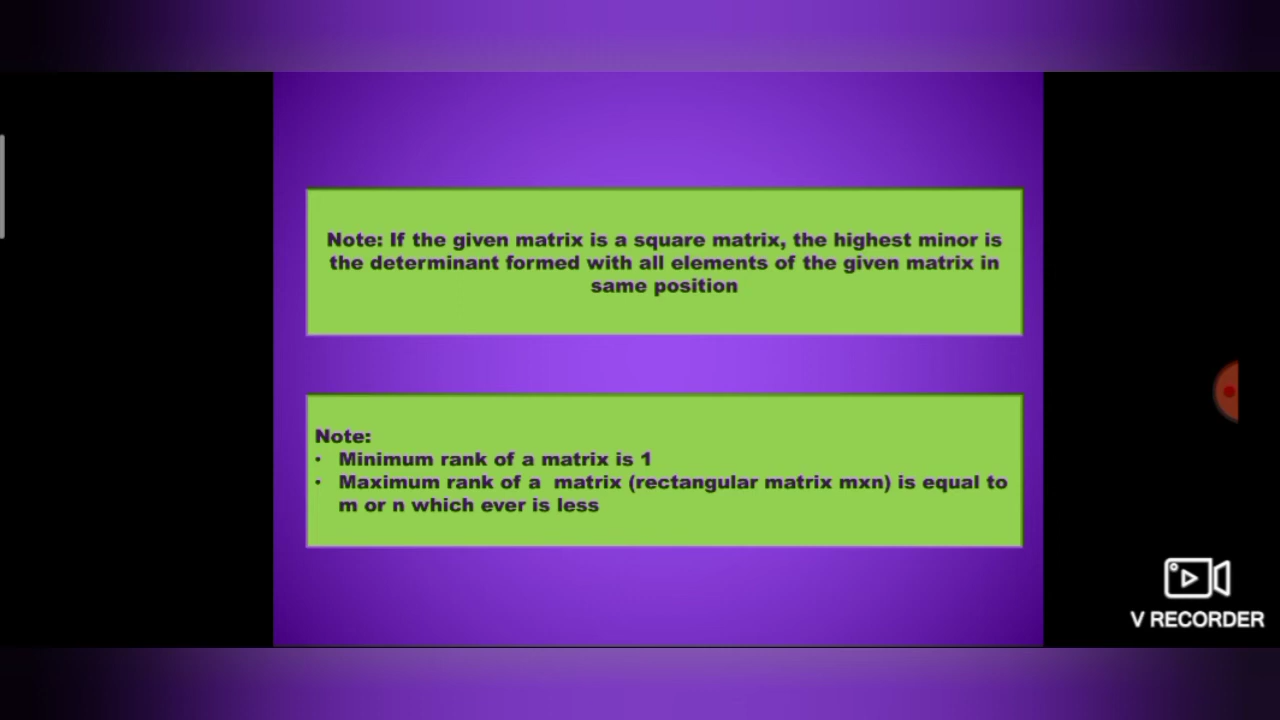 Note: If the given matrix is a square matrix, the highest minor is
the determinant formed with all elements of the given matrix in
same position
Note:
• Minimum rank of a matrix is 1
• Maximum rank of a  matrix (rectangular matrix mxn) is equal to
m or n which ever is less
V RECORDER